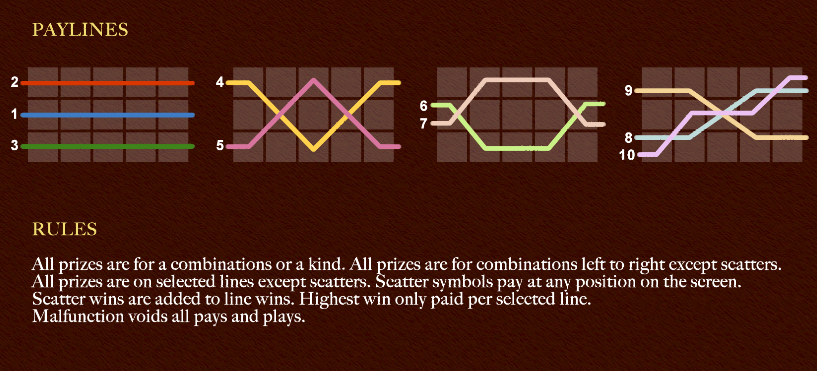 PAYLINES
2
1
3
4
5
6
7
9
8
10
RULES
All prizes are for a combinations or a kind. All prizes are for combinations left to right except scatters.
All prizes are on selected lines except scatters. Scatter symbols pay at any position on the screen.
Scatter wins are added to line wins. Highest win only paid per selected line.
Malfunction voids all pays and plays.